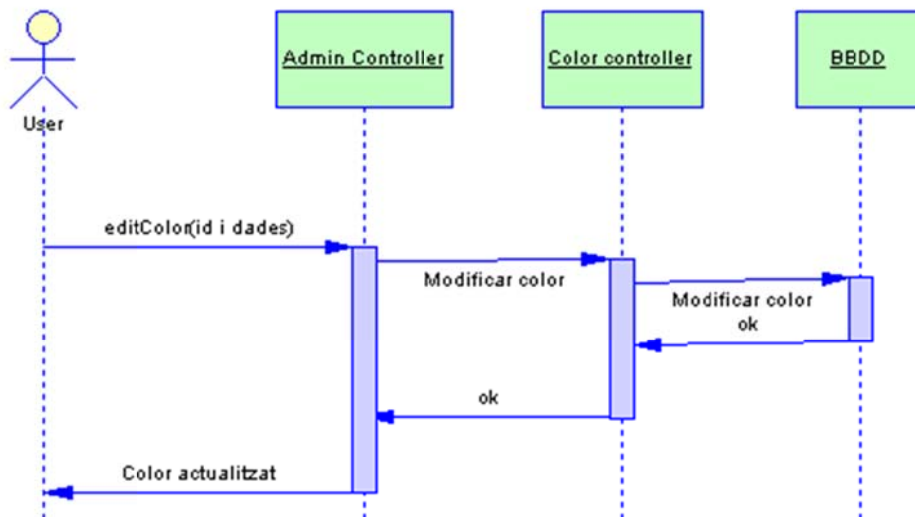 Admin Controller
Color controller
BBDD
User
editColor(id i dades)
Modificar color
Modificar color
ok
ok
Color actualitzat